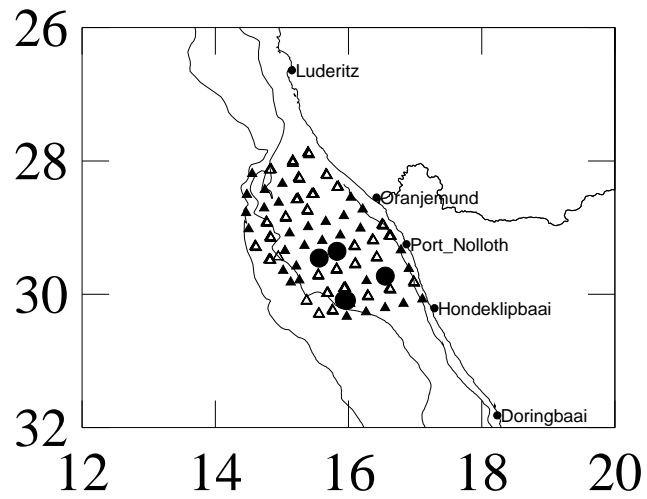 26
Luderitz
28
Oranjemund
Port_Nolloth
30
Hondeklipbaai
Doringbaai
32
12 14 16 18 20